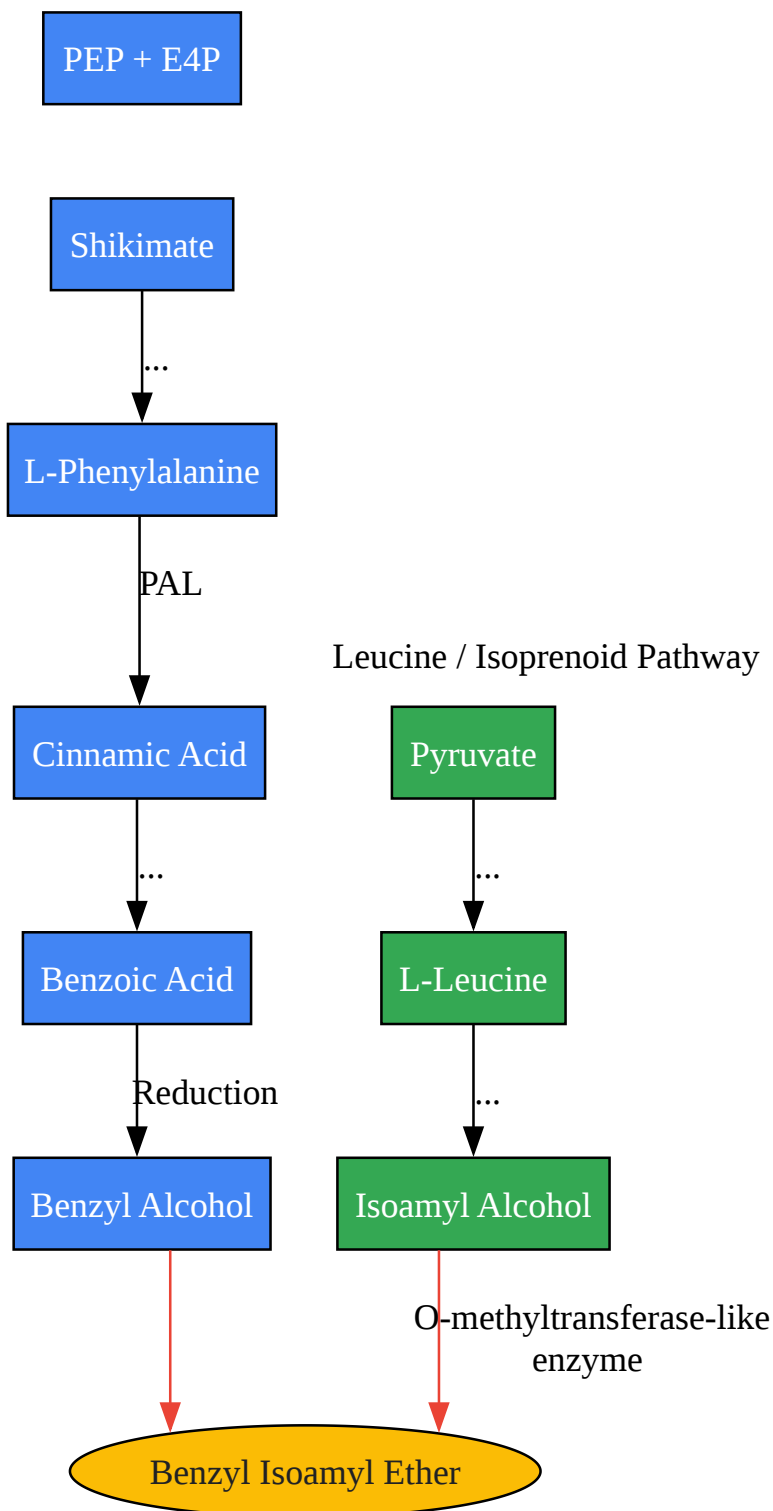 PEP + E4P
Shikimate
...
L-Phenylalanine
PAL
Leucine / Isoprenoid Pathway
Cinnamic Acid
Pyruvate
...
...
Benzoic Acid
L-Leucine
Reduction
...
Benzyl Alcohol
Isoamyl Alcohol
O-methyltransferase-like
enzyme
Benzyl Isoamyl Ether